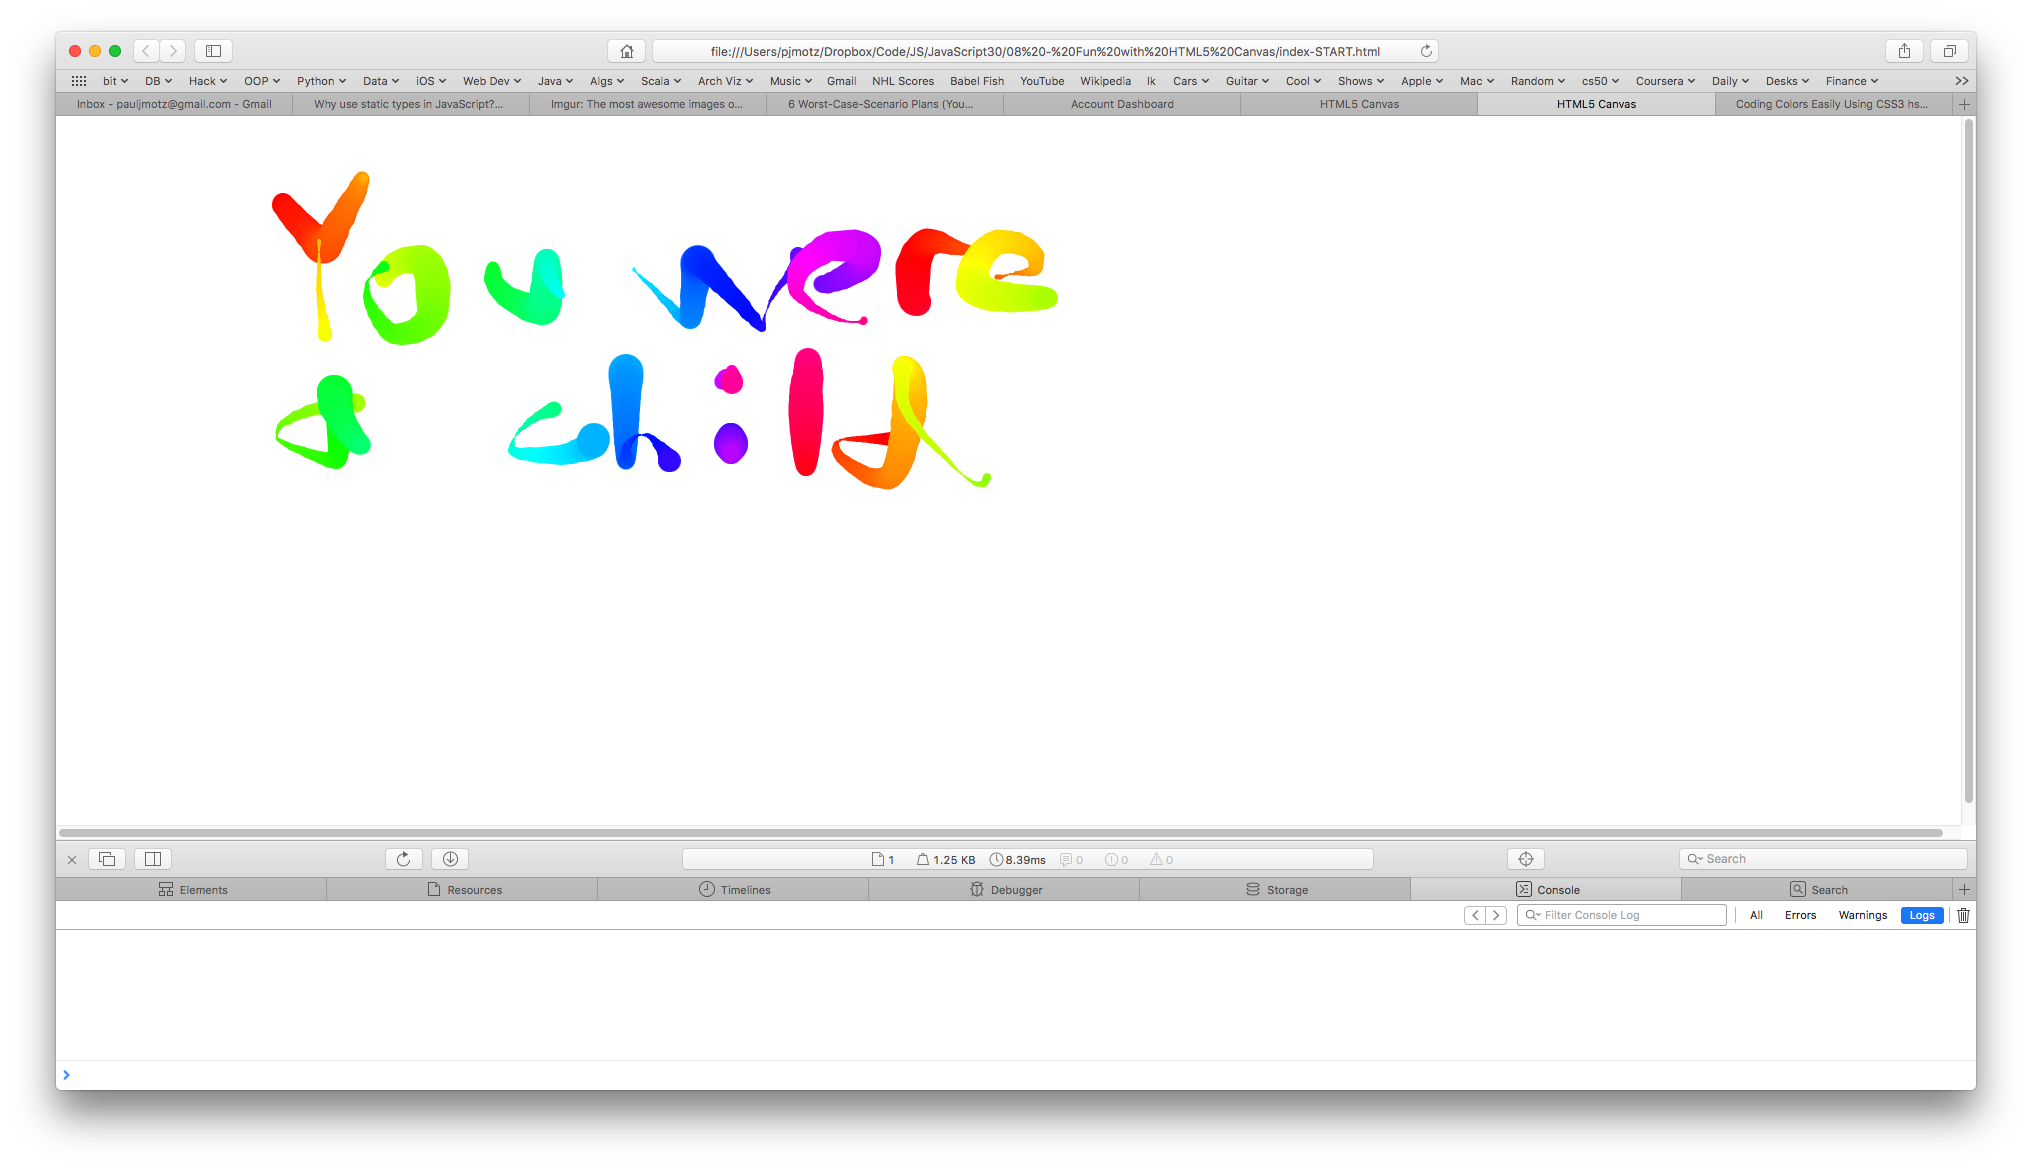 file:///Users/pjmotz/Dropbox/Code/JS/JavaScript30/08%20-%20Fun%20with%20HTML5%20Canvas/index-START.html
bit DB Hack OOP Python Data iOS Web Dev Java Algs Scala Arch Viz Music Gmail NHL Scores Babel Fish YouTube Wikipedia lk Cars Guitar Cool Shows Apple Mac Random cs50 Coursera Daily Desks Finance >>
Inbox - pauljmotz@gmail.com - Gmail Why use static types in JavaScript?... Imgur: The most awesome images o... 6 Worst-Case-Scenario Plans (You... Account Dashboard HTML5 Canvas HTML5 Canvas Coding Colors Easily Using CSS3 hs...
You were
a child
1 1.25 KB 8.39ms 0 0 0 Search
Elements Resources Timelines Debugger Storage Console Search
Filter Console Log All Errors Warnings Logs